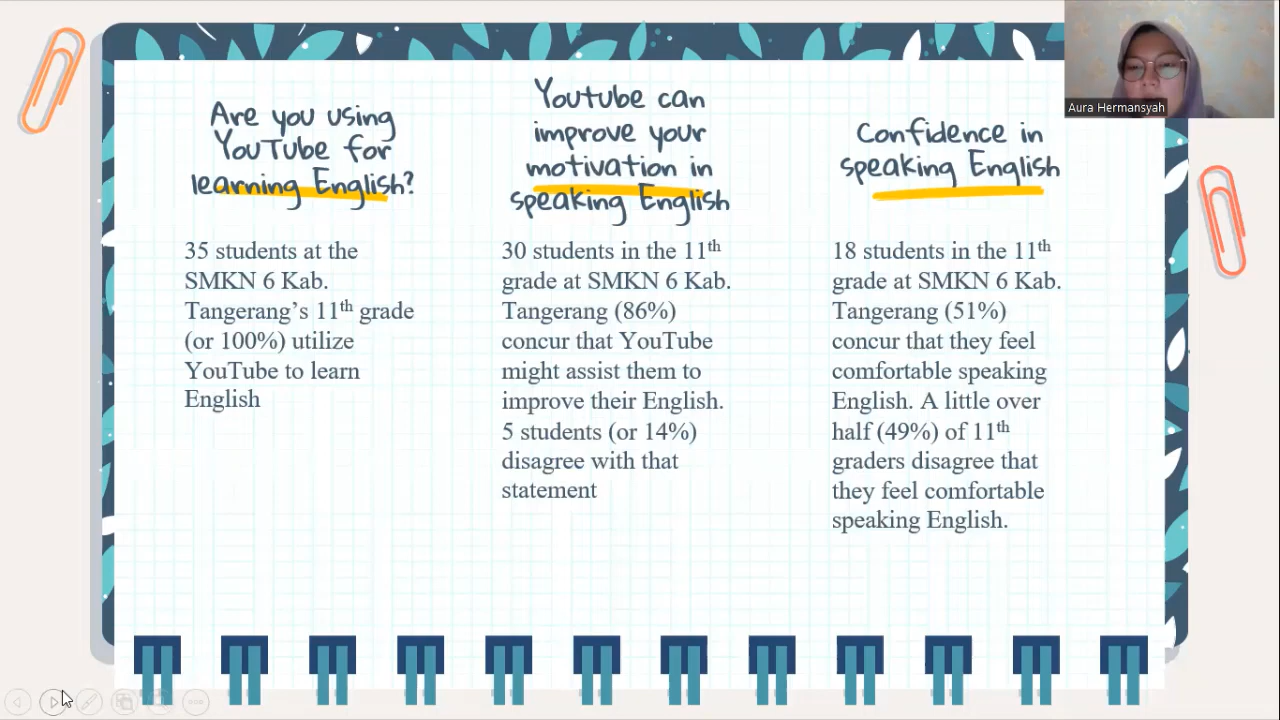 Are you using
YouTube for
learning English?
35 students at the
SMKN 6 Kab.
Tangerang’s 11th grade
(or 100%) utilize
YouTube to learn
English
Youtube can
improve your
motivation in
speaking English
30 students in the 11th
grade at SMKN 6 Kab.
Tangerang (86%)
concur that YouTube
might assist them to
improve their English.
5 students (or 14%)
disagree with that
statement
Confidence in
speaking English
18 students in the 11th
grade at SMKN 6 Kab.
Tangerang (51%)
concur that they feel
comfortable speaking
English. A little over
half (49%) of 11th
graders disagree that
they feel comfortable
speaking English.
Aura Hermansyah